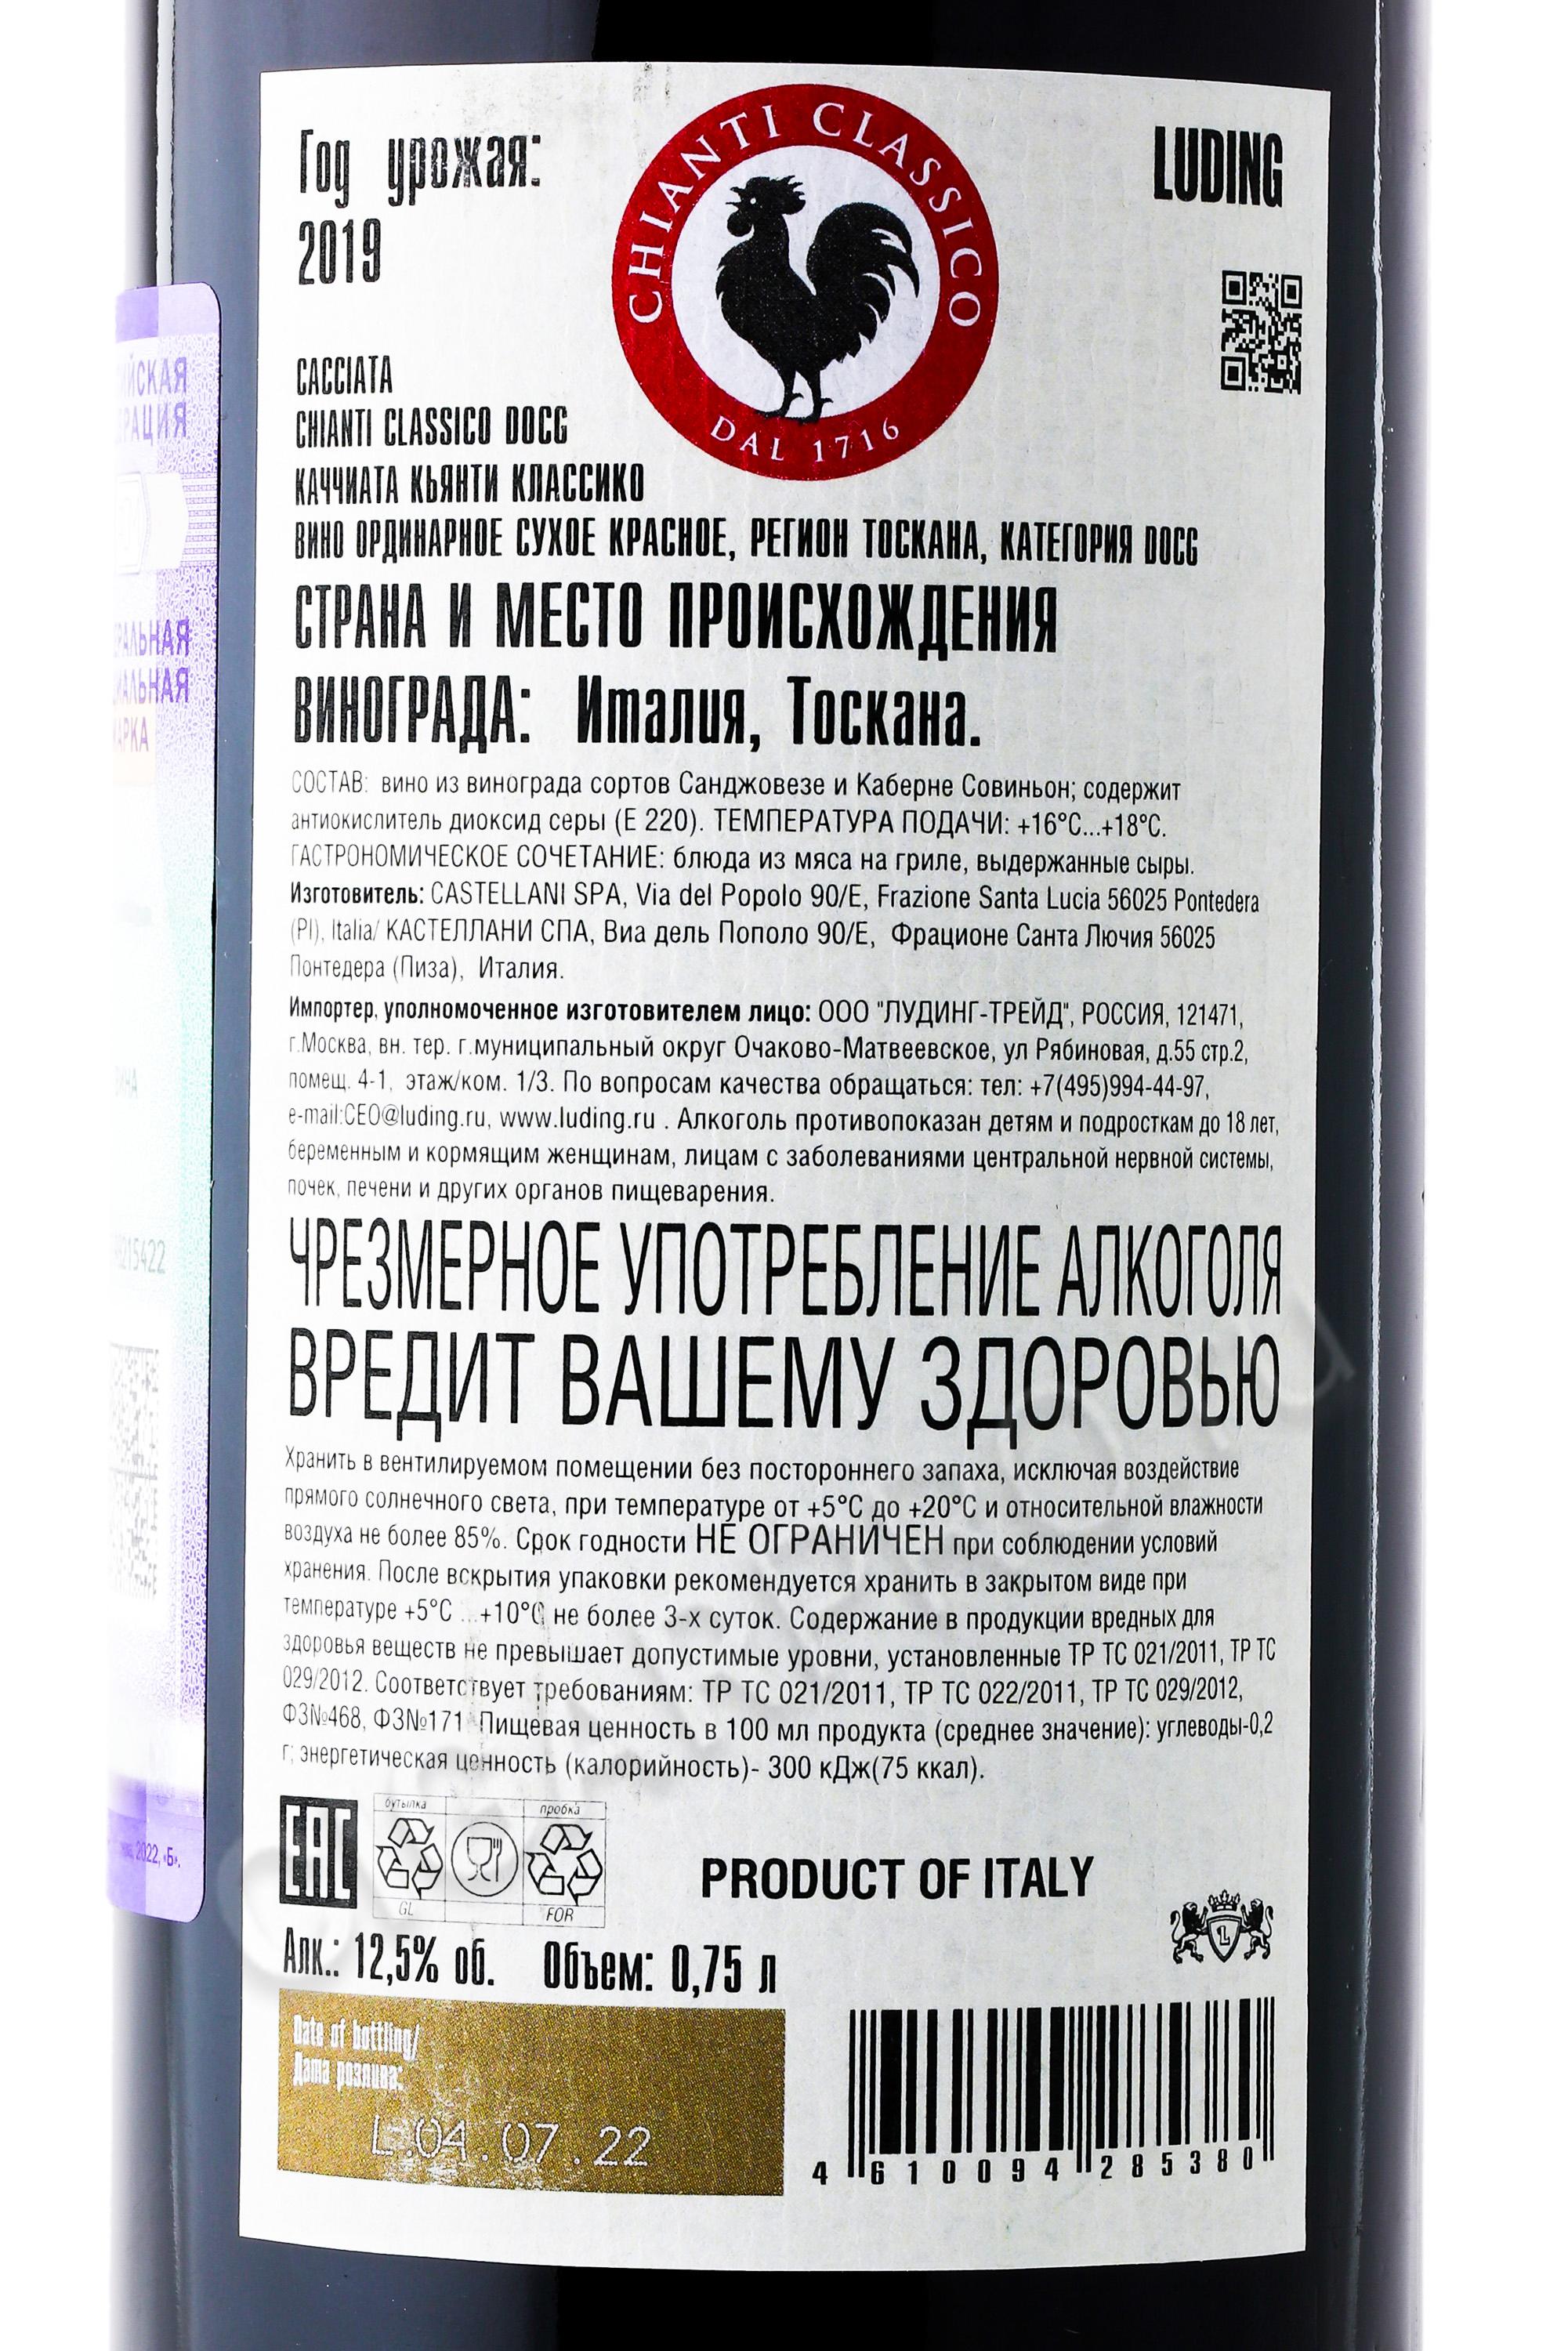 Год урожая:
2019
CHIANTI CLASSICO
DAL 1716
LUDING
CACCIATA
CHIANTI CLASSICO DOCG
КАЧЧИАТА КЬЯНТИ КЛАССИКО
ВИНО ОРДИНАРНОЕ СУХОЕ КРАСНОЕ, РЕГИОН ТОСКАНА, КАТЕГОРИЯ DOCG
СТРАНА И МЕСТО ПРОИСХОЖДЕНИЯ
ВИНОГРАДА: Италия, Тоскана.
СОСТАВ: вино из винограда сортов Санджовезе и Каберне Совиньон; содержит
антиокислитель диоксид серы (Е 220). ТЕМПЕРАТУРА ПОДАЧИ: +16°С...+18°С.
ГАСТРОНОМИЧЕСКОЕ СОЧЕТАНИЕ: блюда из мяса на гриле, выдержанные сыры.
Изготовитель: CASTELLANI SPA, Via del Popolo 90/E, Frazione Santa Lucia 56025 Pontedera
(PI), Italia/ КАСТЕЛЛАНИ СПА, Виа дель Пополо 90/Е, Фрационе Санта Лючия 56025
Понтедера (Пиза), Италия.
Импортер, уполномоченное изготовителем лицо: ООО "ЛУДИНГ-ТРЕЙД", РОССИЯ, 121471,
г.Москва, вн. тер. г.муниципальный округ Очаково-Матвеевское, ул Рябиновая, д.55 стр.2,
помещ. 4-1, этаж/ком. 1/3. По вопросам качества обращаться: тел: +7(495)994-44-97,
e-mail:CEO@luding.ru, www.luding.ru . Алкоголь противопоказан детям и подросткам до 18 лет,
беременным и кормящим женщинам, лицам с заболеваниями центральной нервной системы,
почек, печени и других органов пищеварения.
ЧРЕЗМЕРНОЕ УПОТРЕБЛЕНИЕ АЛКОГОЛЯ
ВРЕДИТ ВАШЕМУ ЗДОРОВЬЮ
Хранить в вентилируемом помещении без постороннего запаха, исключая воздействие
прямого солнечного света, при температуре от +5°С до +20°С и относительной влажности
воздуха не более 85%. Срок годности НЕ ОГРАНИЧЕН при соблюдении условий
хранения. После вскрытия упаковки рекомендуется хранить в закрытом виде при
температуре +5°С ...+10°С не более 3-х суток. Содержание в продукции вредных для
здоровья веществ не превышает допустимые уровни, установленные ТР ТС 021/2011, ТР ТС
029/2012. Соответствует требованиям: ТР ТС 021/2011, ТР ТС 022/2011, ТР ТС 029/2012,
ФЗ№468, ФЗ№171 Пищевая ценность в 100 мл продукта (среднее значение): углеводы-0,2
г; энергетическая ценность (калорийность)- 300 кДж(75 ккал).
EAC
бутылка
пробка
GL
FOR
PRODUCT OF ITALY
L
Алк.: 12,5% об. Объем: 0,75 л
Date of bottling/
Дата розлива:
L.04.07.22
4 610094 285380
2022, «Б».